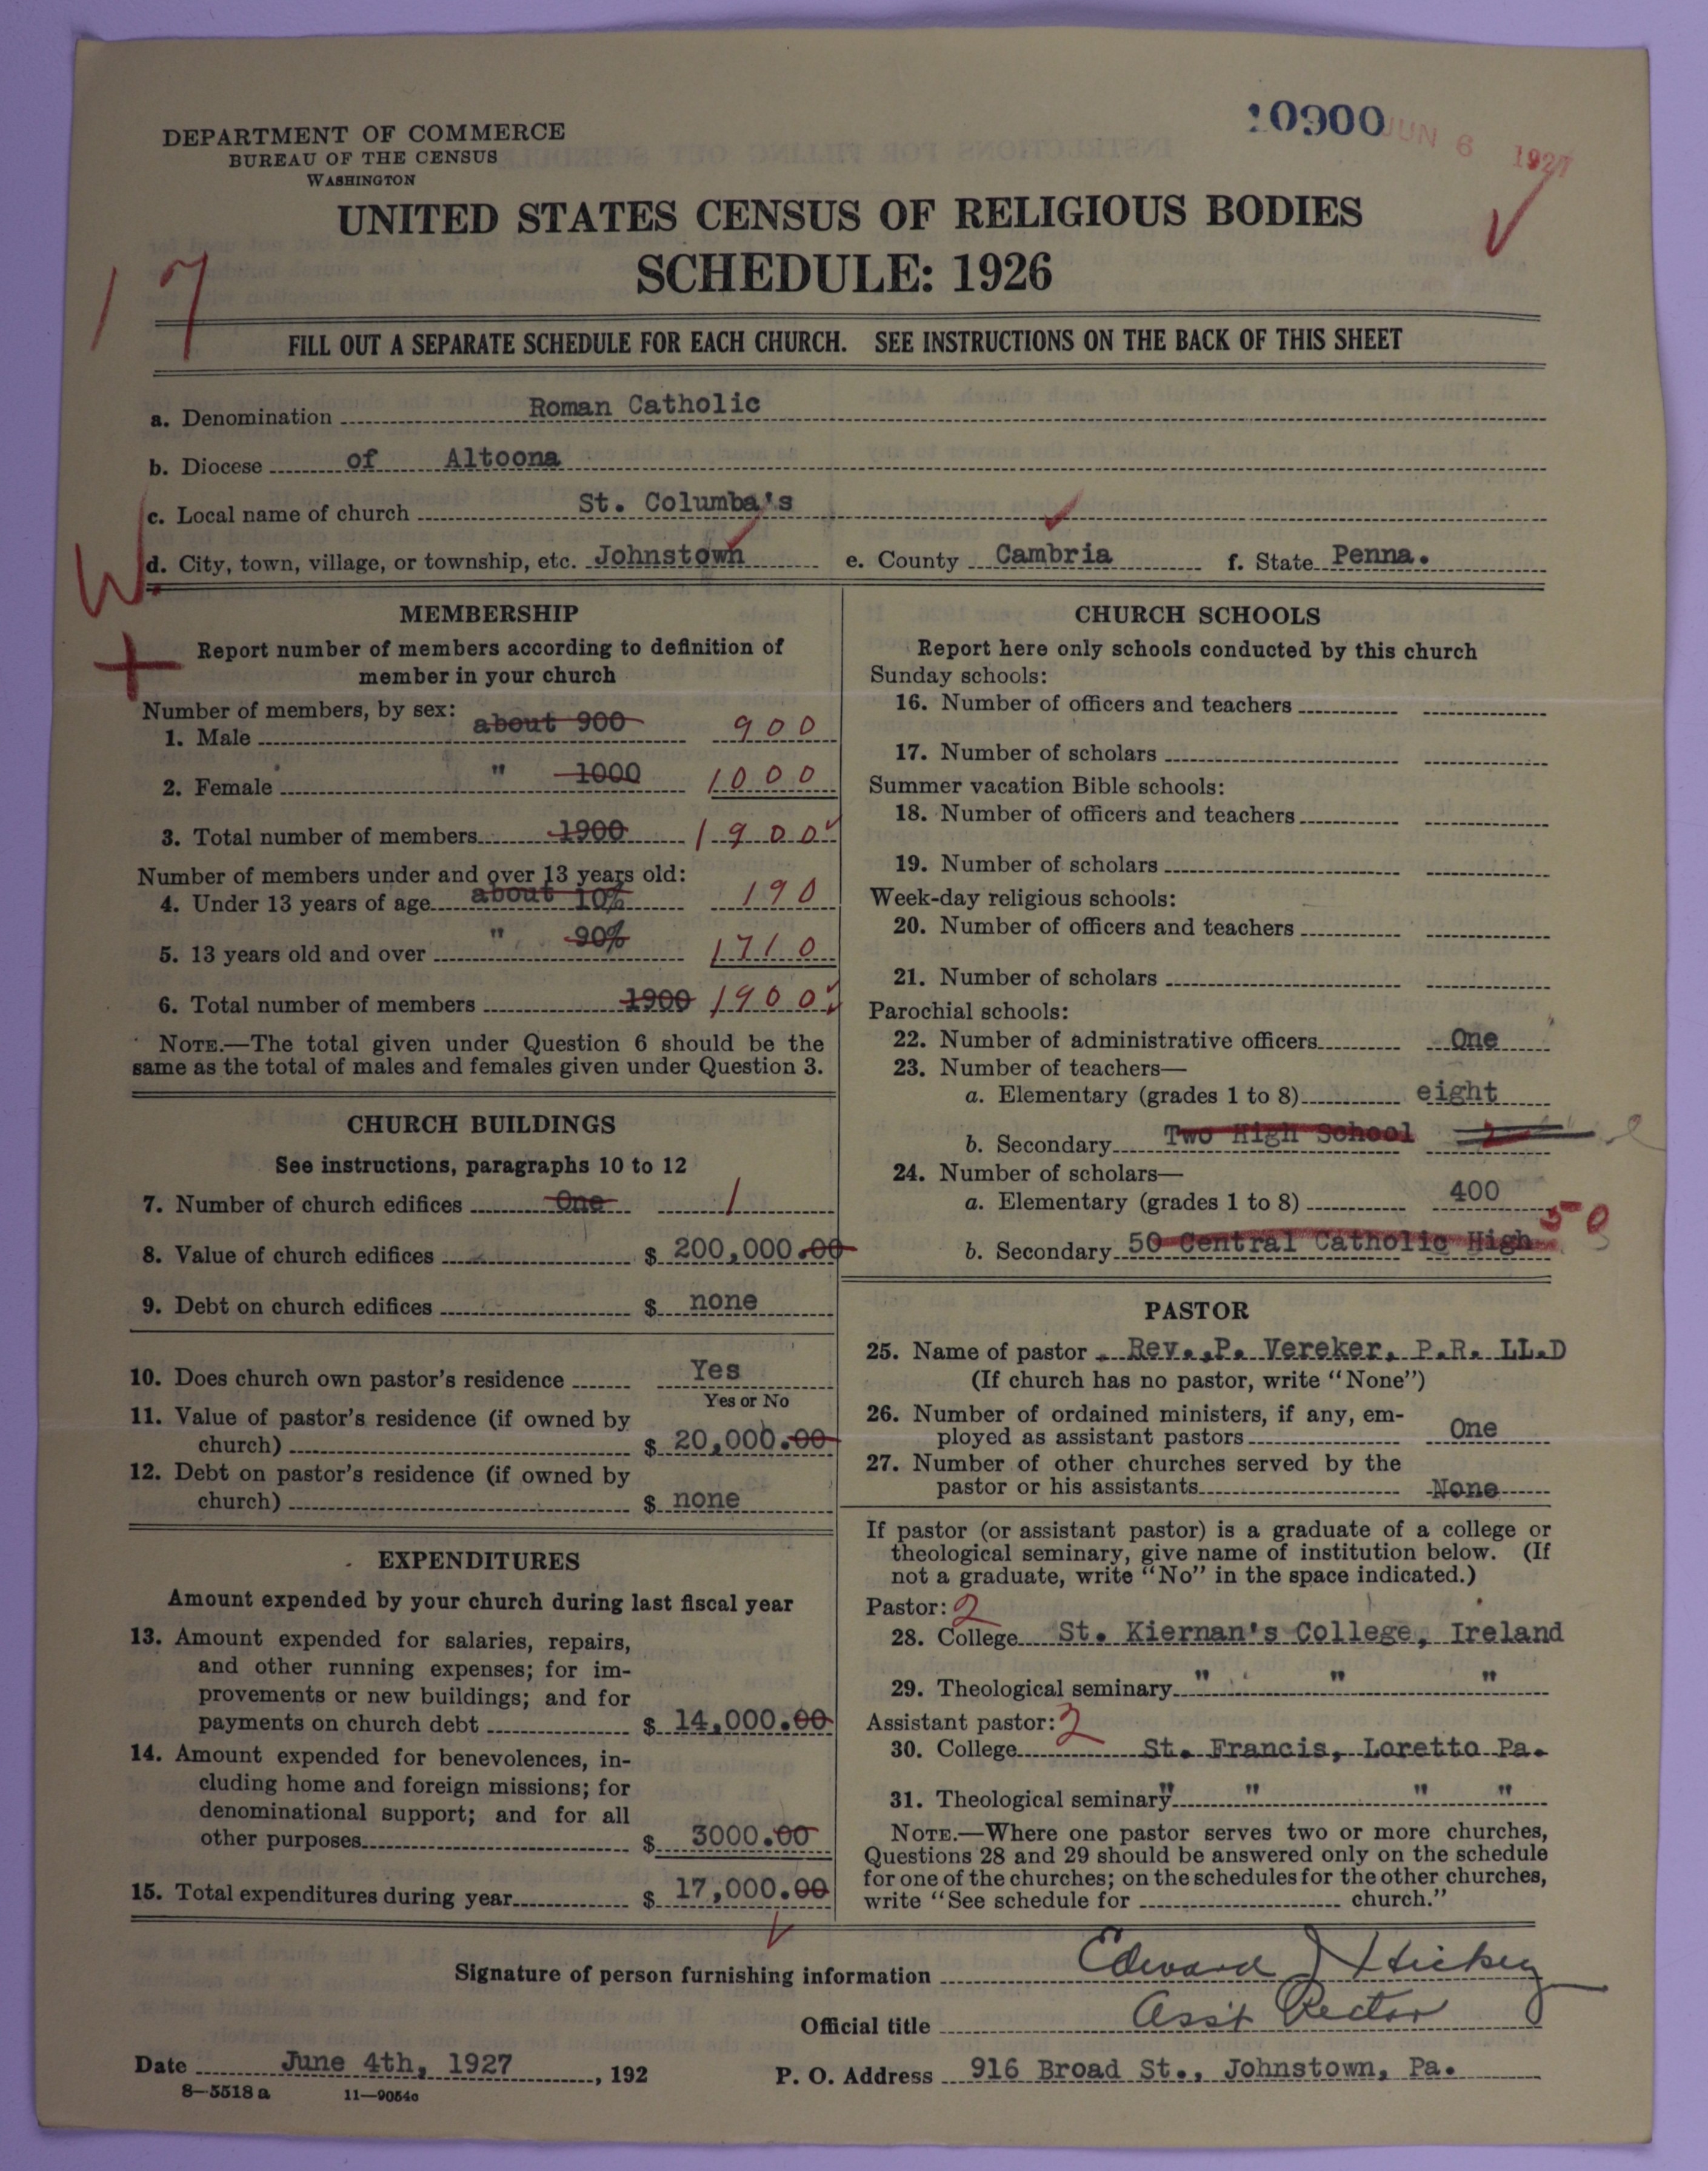 10900 JUN 6 1927
DEPARTMENT OF COMMERCE
BUREAU OF THE CENSUS
WASHINGTON
UNITED STATES CENSUS OF RELIGIOUS BODIES
SCHEDULE: 1926
17
FILL OUT A SEPARATE SCHEDULE FOR EACH CHURCH. SEE INSTRUCTIONS ON THE BACK OF THIS SHEET
a. Denomination Roman Catholic
b. Diocese of Altoona
c. Local name of church St. Columba's
d. City, town, village, or township, etc. Johnstown e. County Cambria f. State Penna.
W
+
MEMBERSHIP
Report number of members according to definition of
member in your church
Number of members, by sex:
1. Male about 900 900
2. Female " 1000 1000
3. Total number of members 1900 1900
Number of members under and over 13 years old:
4. Under 13 years of age about 10% 190
5. 13 years old and over " 90% 1710
6. Total number of members 1900 1900
NOTE.—The total given under Question 6 should be the
same as the total of males and females given under Question 3.
CHURCH BUILDINGS
See instructions, paragraphs 10 to 12
7. Number of church edifices One 1
8. Value of church edifices $ 200,000.00
9. Debt on church edifices $ none
10. Does church own pastor's residence Yes
Yes or No
11. Value of pastor's residence (if owned by
church) $ 20,000.00
12. Debt on pastor's residence (if owned by
church) $ none
EXPENDITURES
Amount expended by your church during last fiscal year
13. Amount expended for salaries, repairs,
and other running expenses; for im-
provements or new buildings; and for
payments on church debt $ 14,000.00
14. Amount expended for benevolences, in-
cluding home and foreign missions; for
denominational support; and for all
other purposes $ 3000.00
15. Total expenditures during year $ 17,000.00
CHURCH SCHOOLS
Report here only schools conducted by this church
Sunday schools:
16. Number of officers and teachers
17. Number of scholars
Summer vacation Bible schools:
18. Number of officers and teachers
19. Number of scholars
Week-day religious schools:
20. Number of officers and teachers
21. Number of scholars
Parochial schools:
22. Number of administrative officers One
23. Number of teachers—
a. Elementary (grades 1 to 8) eight
b. Secondary Two High School
24. Number of scholars—
a. Elementary (grades 1 to 8) 400
b. Secondary 50 Central Catholic High 50
PASTOR
25. Name of pastor Rev. P. Vereker, P.R. LL.D
(If church has no pastor, write "None")
26. Number of ordained ministers, if any, em-
ployed as assistant pastors One
27. Number of other churches served by the
pastor or his assistants None
If pastor (or assistant pastor) is a graduate of a college or
theological seminary, give name of institution below. (If
not a graduate, write "No" in the space indicated.)
Pastor: 2
28. College St. Kiernan's College, Ireland
29. Theological seminary " " "
Assistant pastor: 2
30. College St. Francis, Loretto Pa.
31. Theological seminary " " " "
NOTE.—Where one pastor serves two or more churches,
Questions 28 and 29 should be answered only on the schedule
for one of the churches; on the schedules for the other churches,
write "See schedule for church."
Signature of person furnishing information Edward J Hickey
Official title Ass't Rector
Date June 4th, 1927, 192 P. O. Address 916 Broad St., Johnstown, Pa.
8—5518 a 11—9054c